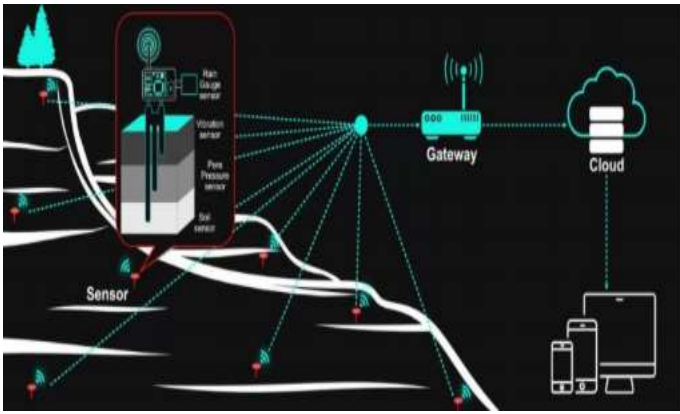 Rain
Gauge
sensor
Vibration
sensor
Pore
Pressure
sensor
Soil
sensor
Gateway
Cloud
Sensor